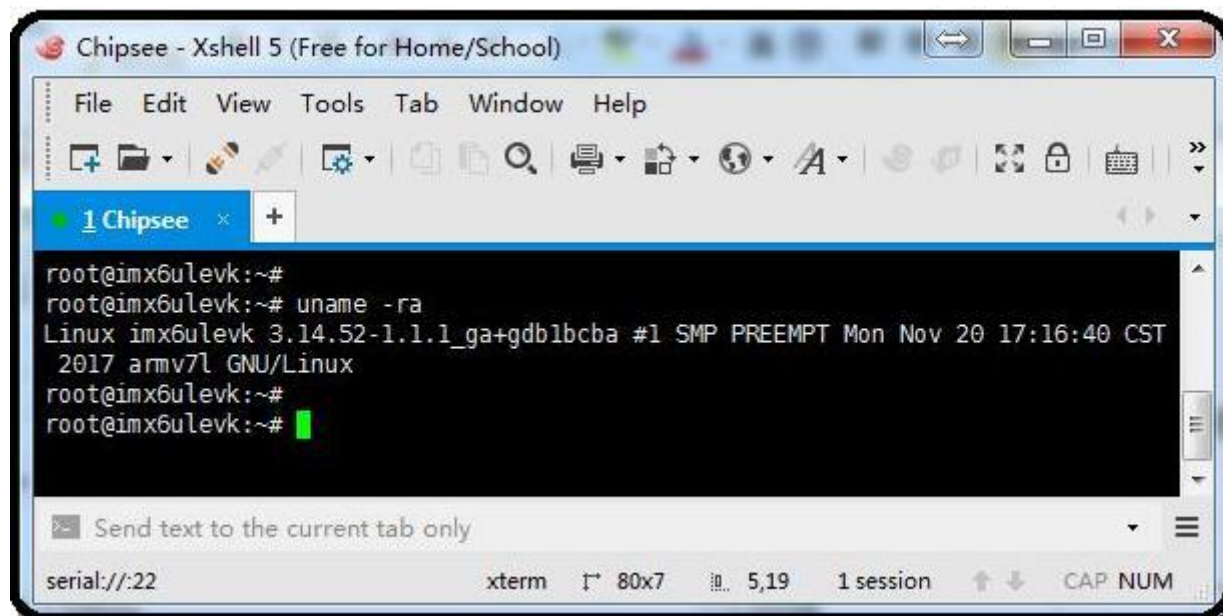 Chipsee - Xshell 5 (Free for Home/School)
File Edit View Tools Tab Window Help
1 Chipsee
root@imx6ulevk:~#
root@imx6ulevk:~# uname -ra
Linux imx6ulevk 3.14.52-1.1.1_ga+gdb1bcba #1 SMP PREEMPT Mon Nov 20 17:16:40 CST
2017 armv7l GNU/Linux
root@imx6ulevk:~#
root@imx6ulevk:~#
Send text to the current tab only
serial://:22 xterm 80x7 5,19 1 session CAP NUM